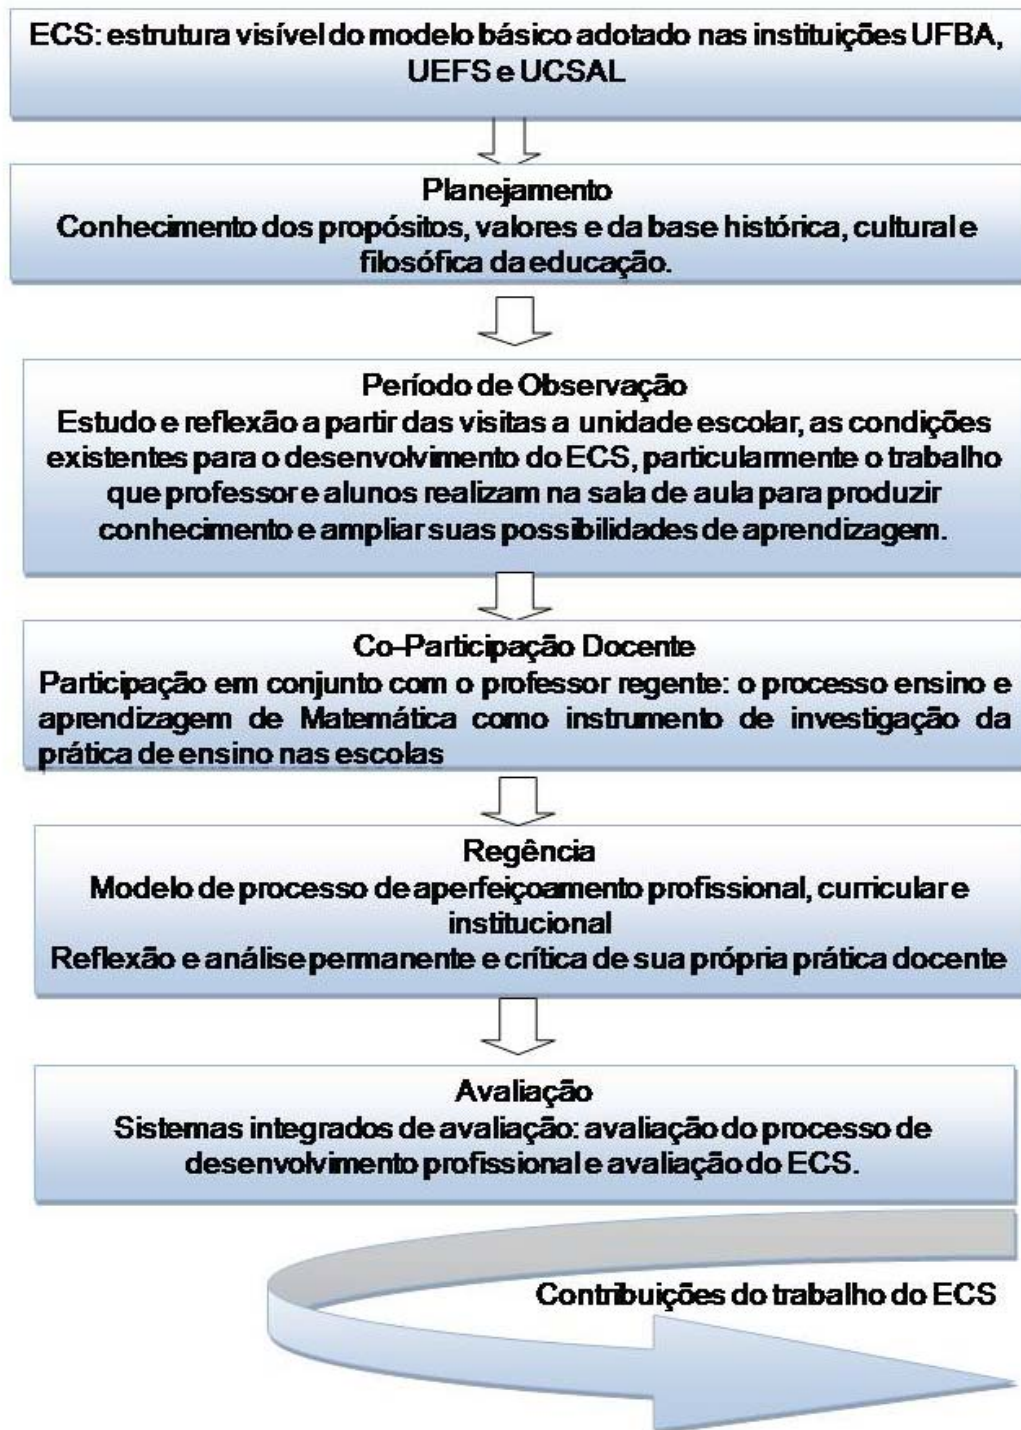 ECS: estrutura visível do modelo básico adotado nas instituições UFBA,
UEFS e UCSAL
Planejamento
Conhecimento dos propósitos, valores e da base histórica, cultural e
filosófica da educação.
Período de Observação
Estudo e reflexão a partir das visitas a unidade escolar, as condições
existentes para o desenvolvimento do ECS, particularmente o trabalho
que professor e alunos realizam na sala de aula para produzir
conhecimento e ampliar suas possibilidades de aprendizagem.
Co-Participação Docente
Participação em conjunto com o professor regente: o processo ensino e
aprendizagem de Matemática como instrumento de investigação da
prática de ensino nas escolas
Regência
Modelo de processo de aperfeiçoamento profissional, curricular e
institucional
Reflexão e análise permanente e crítica de sua própria prática docente
Avaliação
Sistemas integrados de avaliação: avaliação do processo de
desenvolvimento profissional e avaliação do ECS.
Contribuições do trabalho do ECS